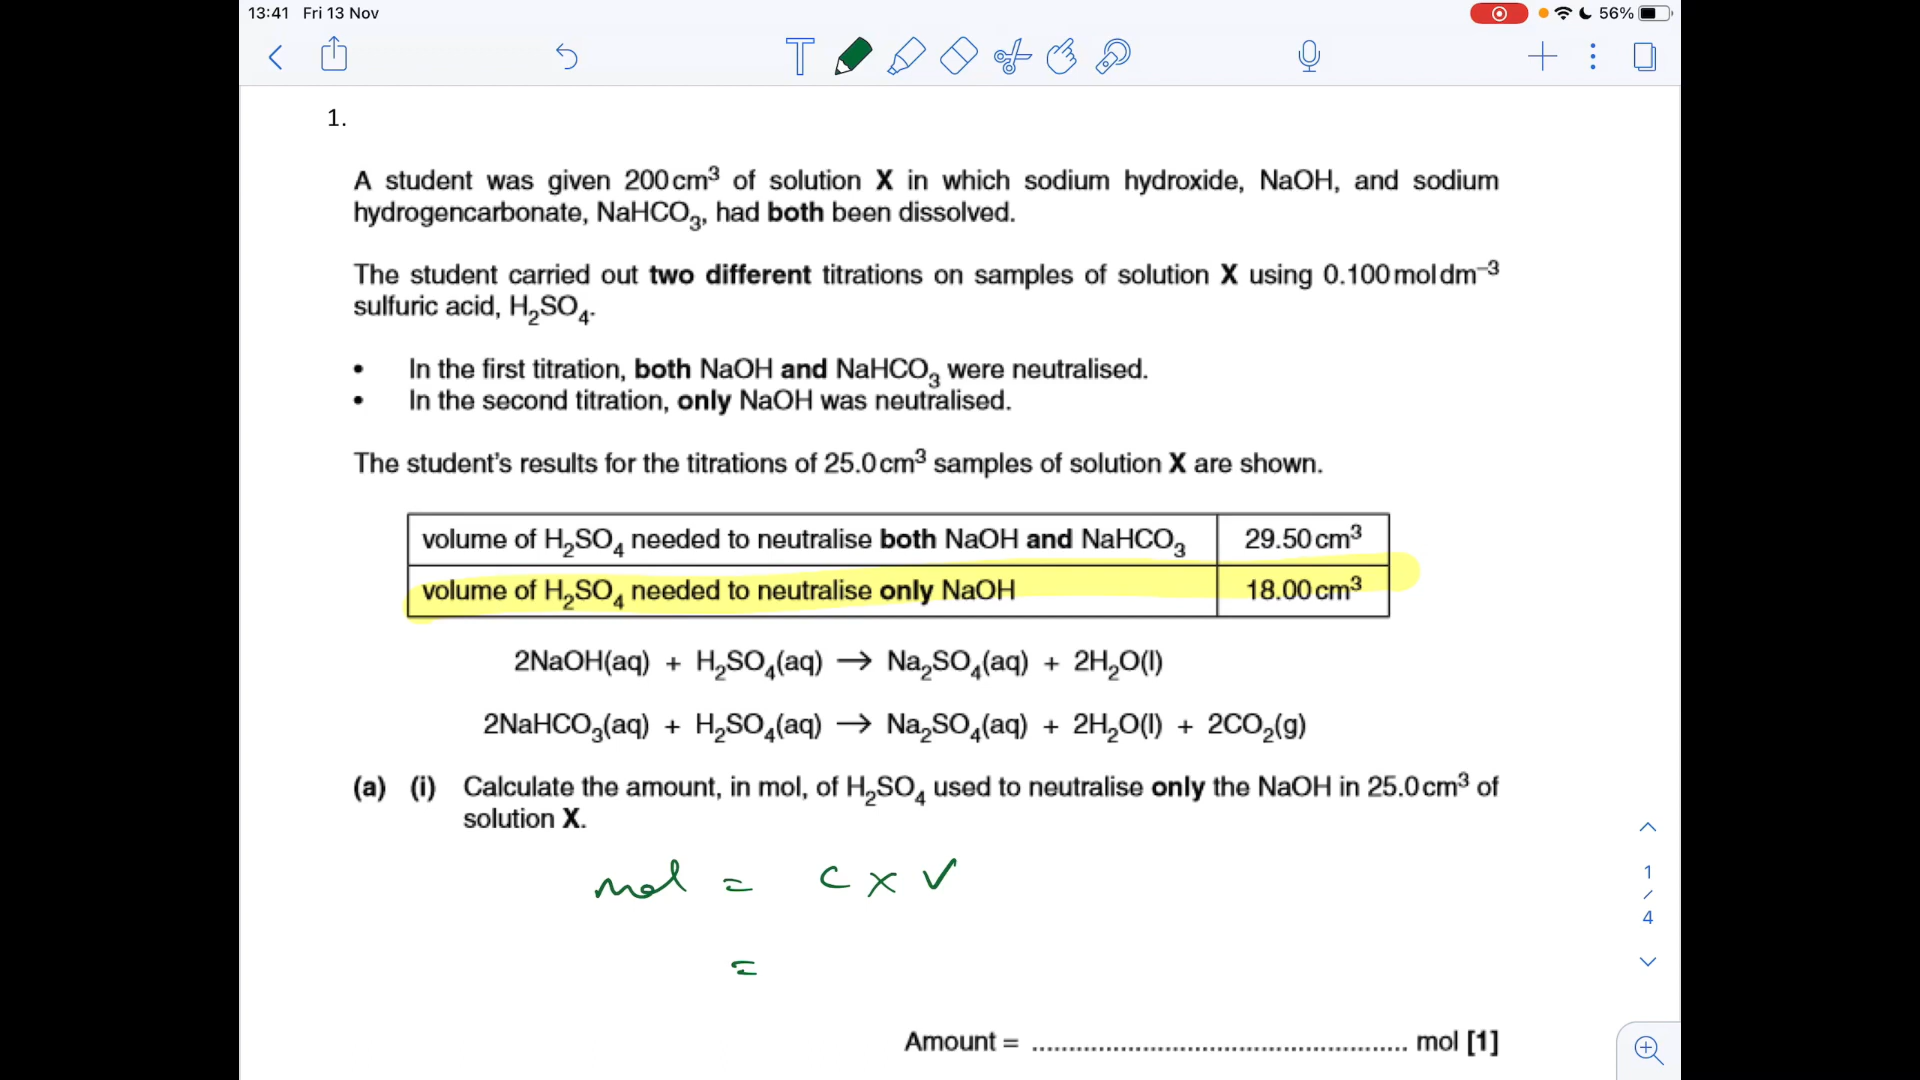 13:41 Fri 13 Nov 56%
1.
A student was given 200 cm³ of solution X in which sodium hydroxide, NaOH, and sodium
hydrogencarbonate, NaHCO₃, had both been dissolved.
The student carried out two different titrations on samples of solution X using 0.100 mol dm⁻³
sulfuric acid, H₂SO₄.
• In the first titration, both NaOH and NaHCO₃ were neutralised.
• In the second titration, only NaOH was neutralised.
The student's results for the titrations of 25.0 cm³ samples of solution X are shown.
volume of H₂SO₄ needed to neutralise both NaOH and NaHCO₃ 29.50 cm³
volume of H₂SO₄ needed to neutralise only NaOH 18.00 cm³
2NaOH(aq) + H₂SO₄(aq) → Na₂SO₄(aq) + 2H₂O(l)
2NaHCO₃(aq) + H₂SO₄(aq) → Na₂SO₄(aq) + 2H₂O(l) + 2CO₂(g)
(a) (i) Calculate the amount, in mol, of H₂SO₄ used to neutralise only the NaOH in 25.0 cm³ of
solution X.
mol = c × v
=
Amount = .................................................. mol [1]
1
/
4